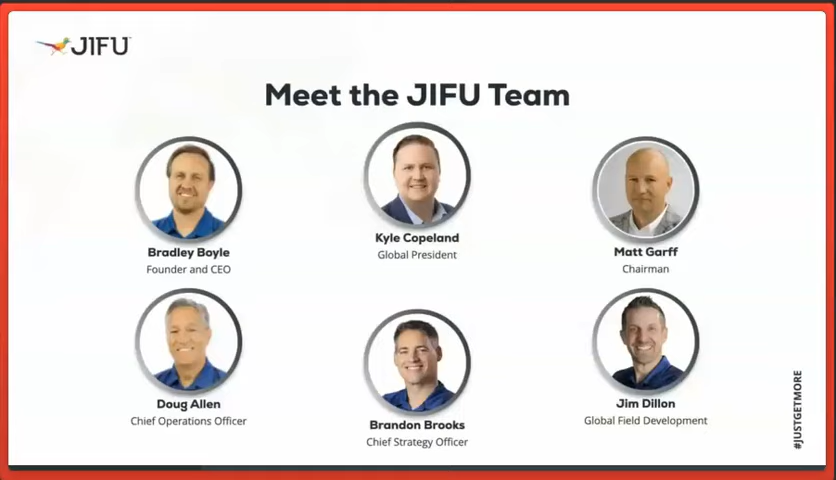 JIFU
Meet the JIFU Team
Bradley Boyle
Founder and CEO
Kyle Copeland
Global President
Matt Garff
Chairman
Doug Allen
Chief Operations Officer
Brandon Brooks
Chief Strategy Officer
Jim Dillon
Global Field Development
#JUSTGETMORE